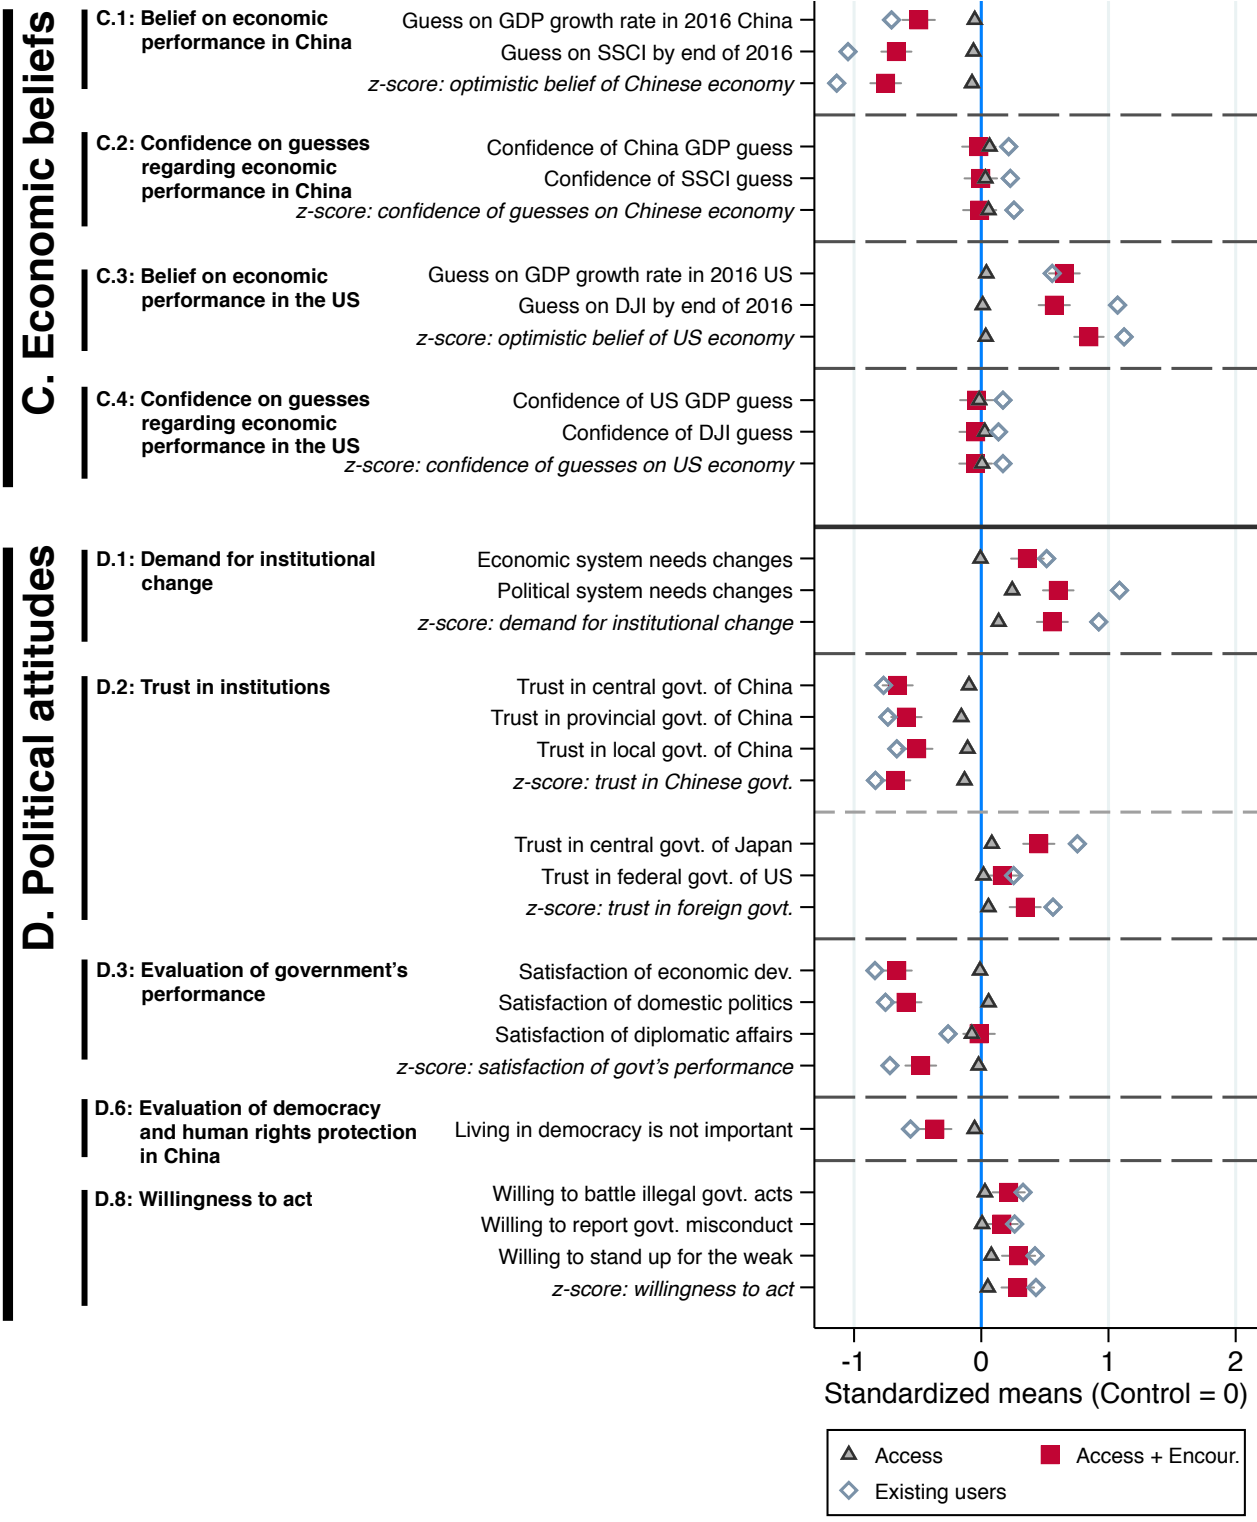 C. Economic beliefs
C.1: Belief on economic
performance in China
Guess on GDP growth rate in 2016 China
Guess on SSCI by end of 2016
z-score: optimistic belief of Chinese economy
C.2: Confidence on guesses
regarding economic
performance in China
Confidence of China GDP guess
Confidence of SSCI guess
z-score: confidence of guesses on Chinese economy
C.3: Belief on economic
performance in the US
Guess on GDP growth rate in 2016 US
Guess on DJI by end of 2016
z-score: optimistic belief of US economy
C.4: Confidence on guesses
regarding economic
performance in the US
Confidence of US GDP guess
Confidence of DJI guess
z-score: confidence of guesses on US economy
D. Political attitudes
D.1: Demand for institutional
change
Economic system needs changes
Political system needs changes
z-score: demand for institutional change
D.2: Trust in institutions
Trust in central govt. of China
Trust in provincial govt. of China
Trust in local govt. of China
z-score: trust in Chinese govt.
Trust in central govt. of Japan
Trust in federal govt. of US
z-score: trust in foreign govt.
D.3: Evaluation of government's
performance
Satisfaction of economic dev.
Satisfaction of domestic politics
Satisfaction of diplomatic affairs
z-score: satisfaction of govt's performance
D.6: Evaluation of democracy
and human rights protection
in China
Living in democracy is not important
D.8: Willingness to act
Willing to battle illegal govt. acts
Willing to report govt. misconduct
Willing to stand up for the weak
z-score: willingness to act
-1 0 1 2
Standardized means (Control = 0)
Access
Access + Encour.
Existing users